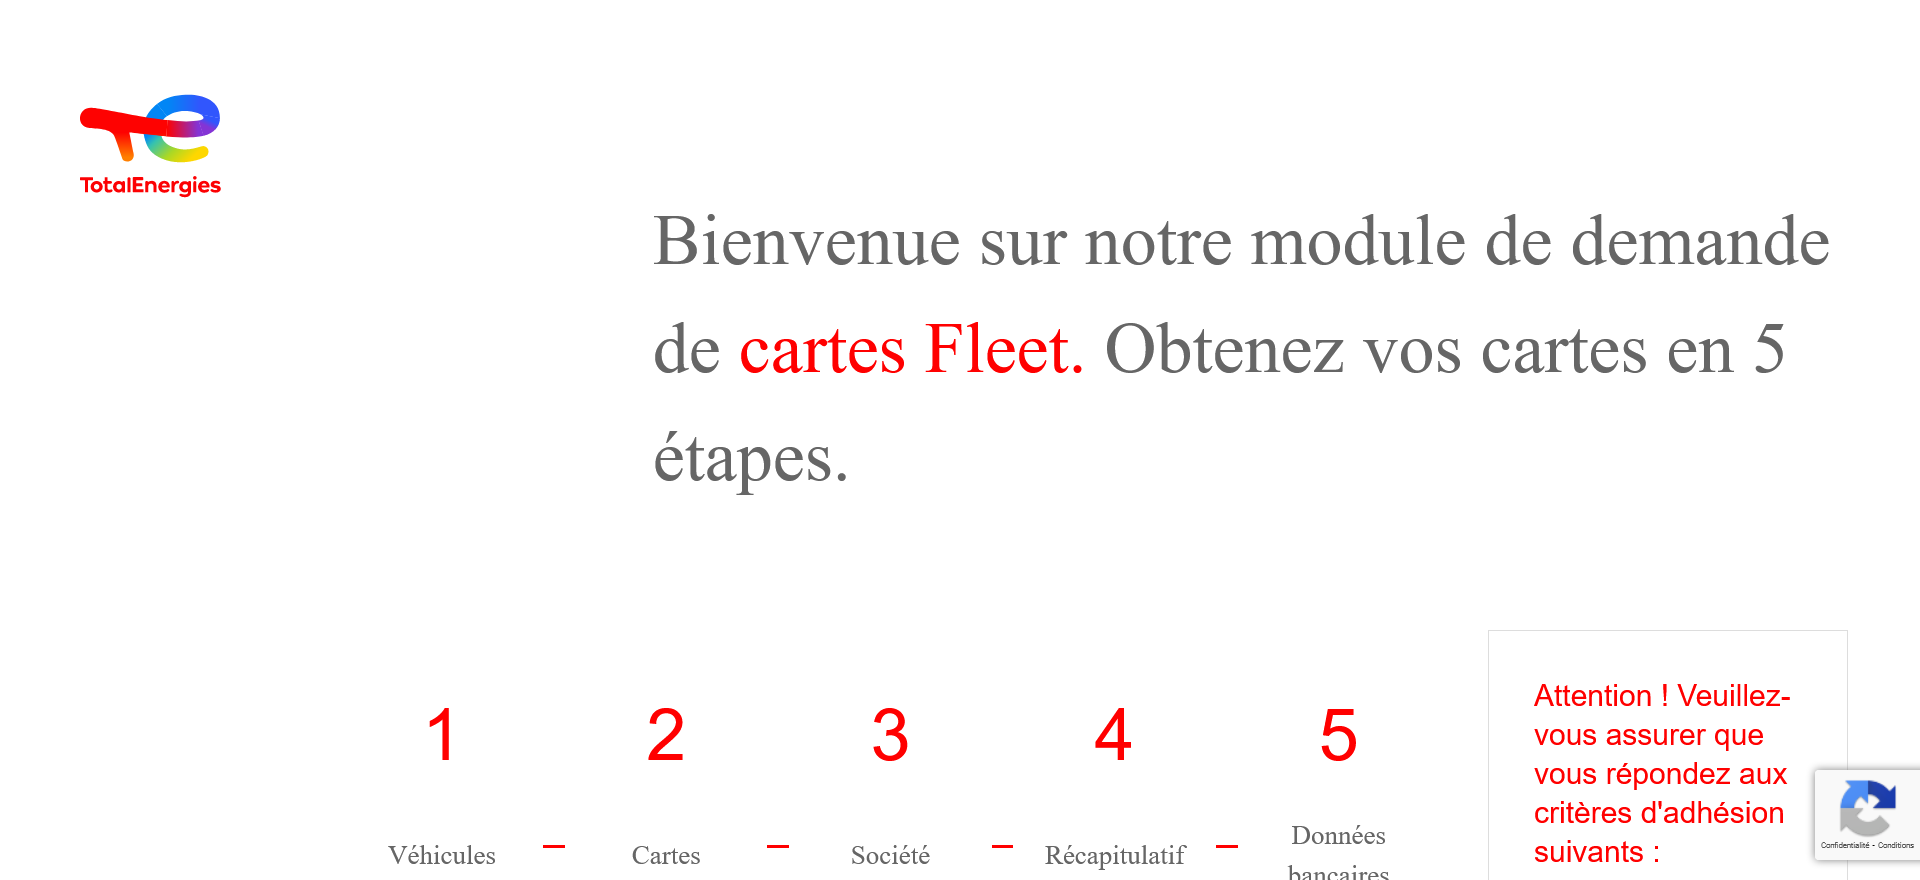 TotalEnergies
Bienvenue sur notre module de demande
de cartes Fleet. Obtenez vos cartes en 5
étapes.
1
2
3
4
5
Véhicules
Cartes
Société
Récapitulatif
Données
bancaires
Attention ! Veuillez-
vous assurer que
vous répondez aux
critères d'adhésion
suivants :
Confidentialité - Conditions